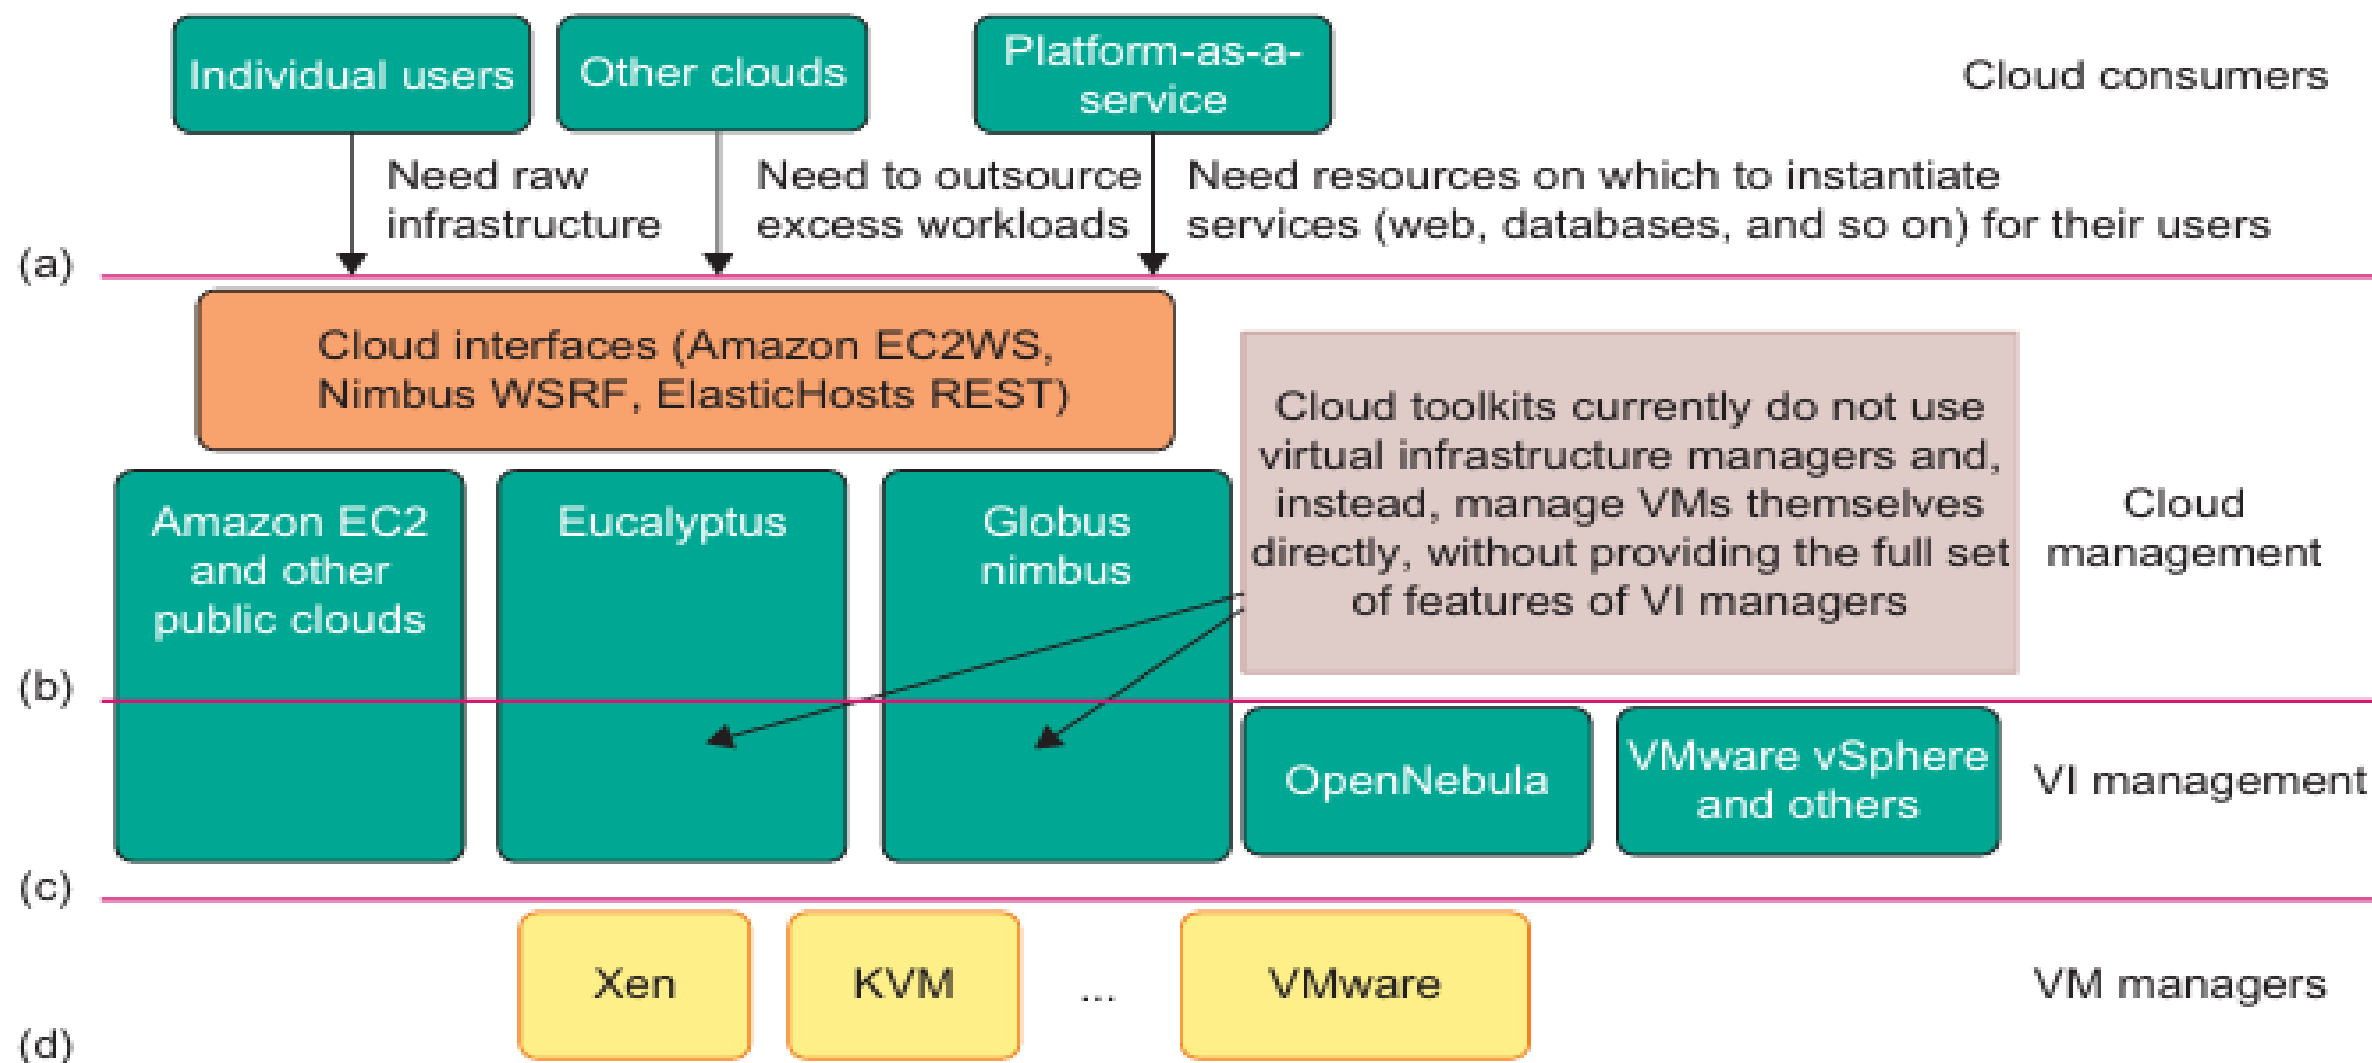 Individual users
Other clouds
Platform-as-a-
service
Cloud consumers
Need raw
infrastructure
Need to outsource
excess workloads
Need resources on which to instantiate
services (web, databases, and so on) for their users
(a)
Cloud interfaces (Amazon EC2WS,
Nimbus WSRF, ElasticHosts REST)
Cloud toolkits currently do not use
virtual infrastructure managers and,
instead, manage VMs themselves
directly, without providing the full set
of features of VI managers
Cloud
management
Amazon EC2
and other
public clouds
Eucalyptus
Globus
nimbus
(b)
OpenNebula
VMware vSphere
and others
VI management
(c)
Xen
KVM
...
VMware
VM managers
(d)